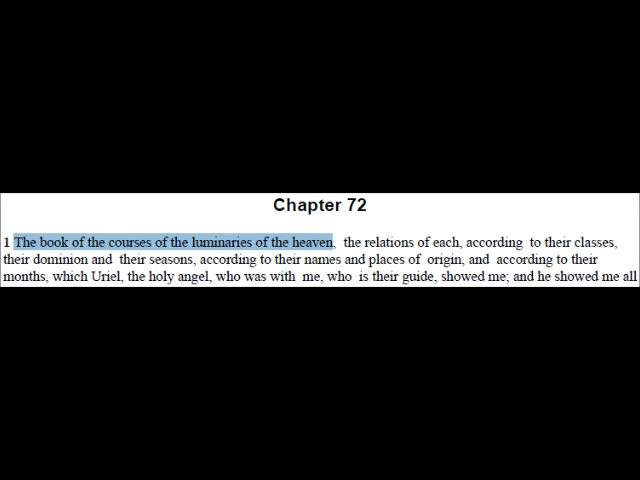 Chapter 72
1 The book of the courses of the luminaries of the heaven, the relations of each, according to their classes,
their dominion and their seasons, according to their names and places of origin, and according to their
months, which Uriel, the holy angel, who was with me, who is their guide, showed me; and he showed me all